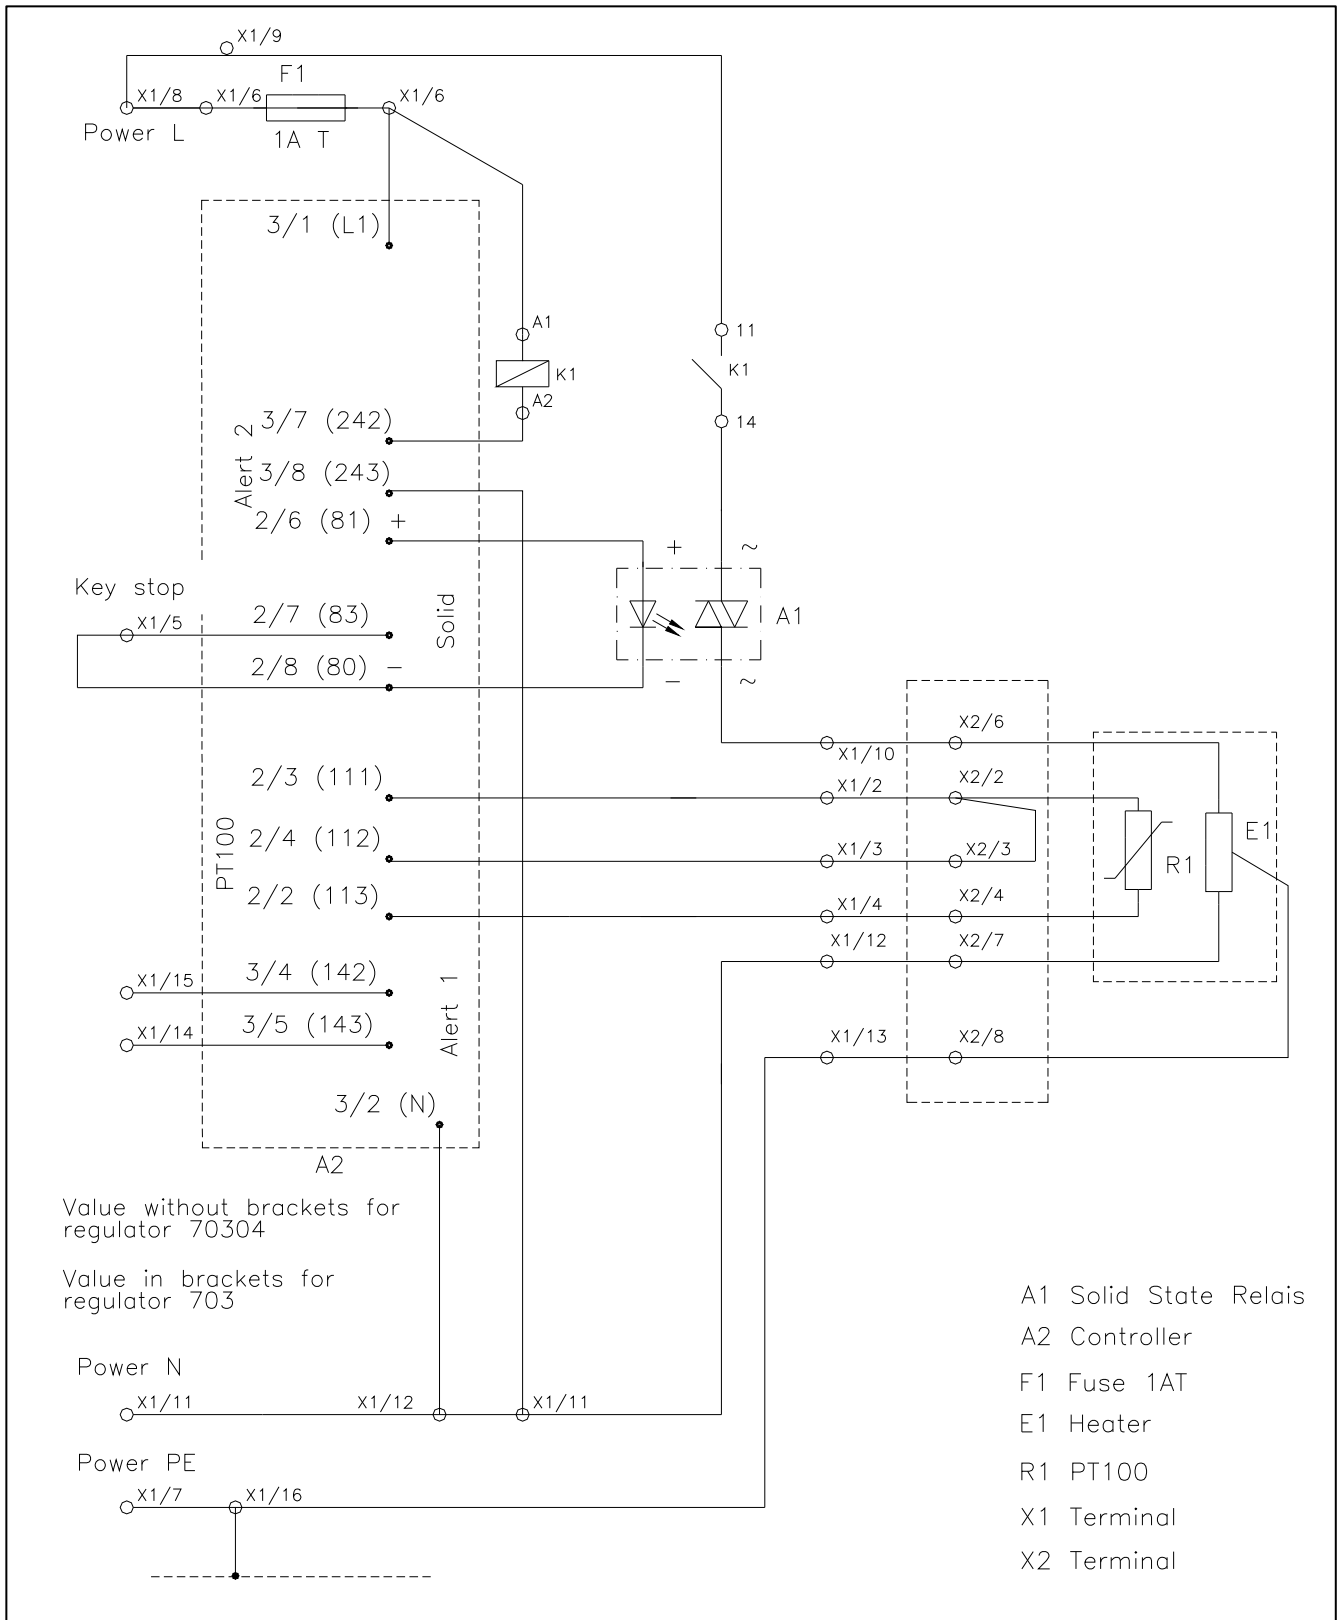 X1/9
F1
X1/8
X1/6
X1/6
Power L
1A T
3/1 (L1)
A1
11
K1
K1
A2
14
3/7 (242)
Alert 2
3/8 (243)
2/6 (81) +
+ ~
Key stop
X1/5
2/7 (83)
Solid
A1
2/8 (80) −
− ~
X2/6
X1/10
2/3 (111)
X1/2
X2/2
PT100
2/4 (112)
X1/3
X2/3
E1
R1
2/2 (113)
X1/4
X2/4
X1/12
X2/7
X1/15
3/4 (142)
Alert 1
X1/14
3/5 (143)
X1/13
X2/8
3/2 (N)
A2
Value without brackets for
regulator 70304
Value in brackets for
regulator 703
Power N
X1/11
X1/12
X1/11
Power PE
X1/7
X1/16
A1 Solid State Relais
A2 Controller
F1 Fuse 1AT
E1 Heater
R1 PT100
X1 Terminal
X2 Terminal